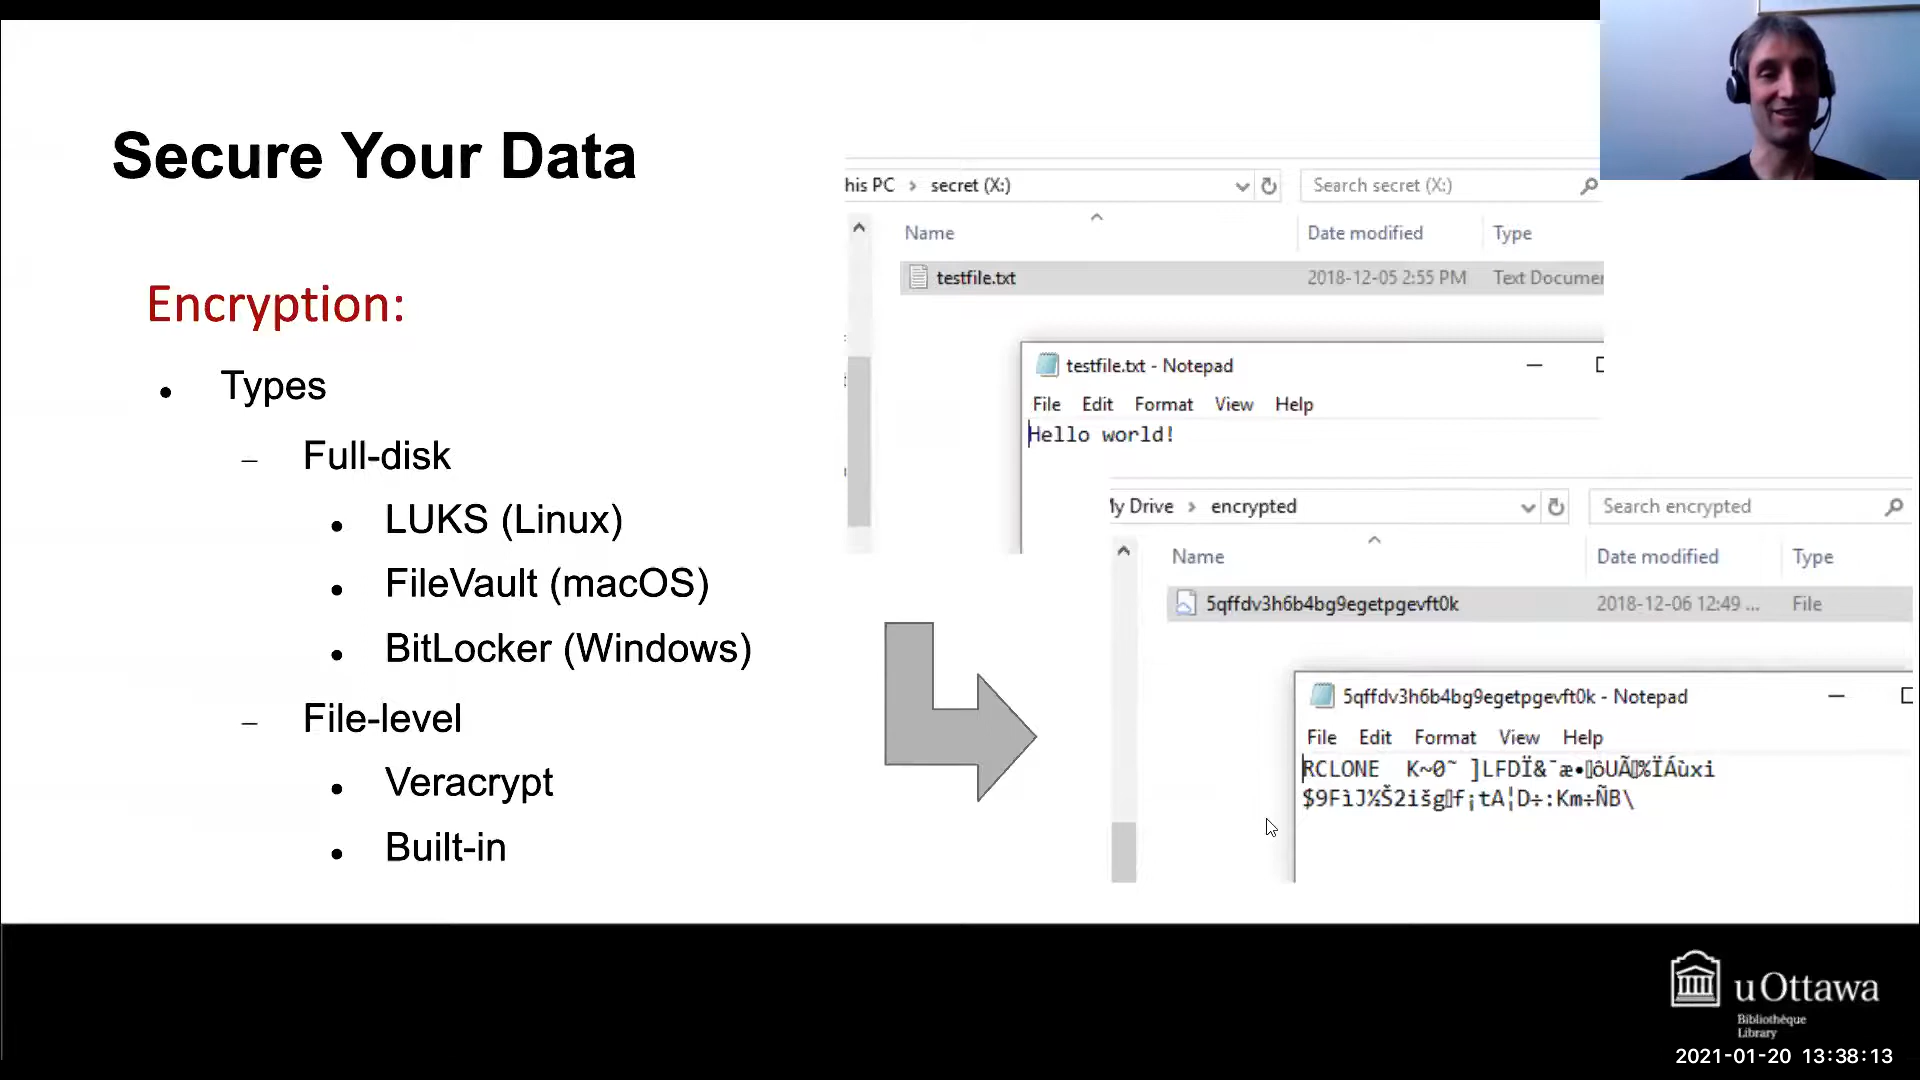 Secure Your Data
Encryption:
Types
Full-disk
LUKS (Linux)
FileVault (macOS)
BitLocker (Windows)
File-level
Veracrypt
Built-in
his PC › secret (X:)
Search secret (X:)
Name Date modified Type
testfile.txt 2018-12-05 2:55 PM Text Documen
testfile.txt - Notepad
File Edit Format View Help
Hello world!
My Drive › encrypted
Search encrypted
Name Date modified Type
5qffdv3h6b4bg9egetpgevft0k 2018-12-06 12:49 ... File
5qffdv3h6b4bg9egetpgevft0k - Notepad
File Edit Format View Help
RCLONE
uOttawa
Bibliothèque
Library
2021-01-20 13:38:13